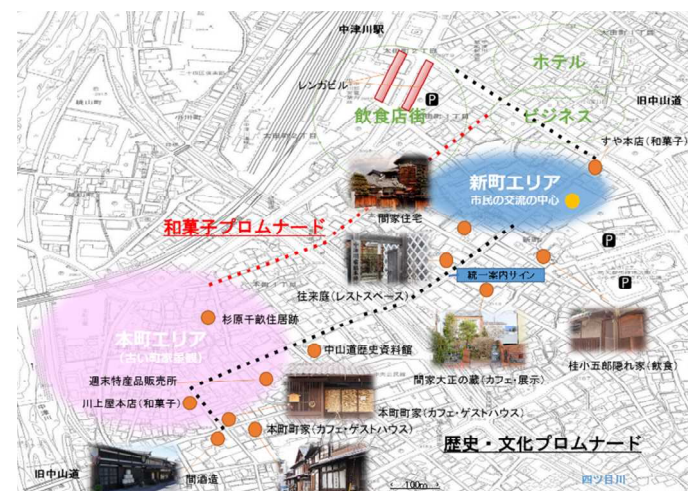 中津川駅
ホテル
レンガビル
飲食店街
ビジネス
旧中山道
すや本店(和菓子)
新町エリア
市民の交流の中心
間家住宅
和菓子プロムナード
統一案内サイン
往来庭(レストスペース)
杉原千畝住居跡
本町エリア
(古い町家景観)
中山道歴史資料館
間家大正の蔵(カフェ・展示)
桂小五郎隠れ家(飲食)
週末特産品販売所
川上屋本店(和菓子)
本町町家(カフェ・ゲストハウス)
本町町家(カフェ・ゲストハウス)
歴史・文化プロムナード
旧中山道
間酒造
100m
四ツ目川
P
P
P